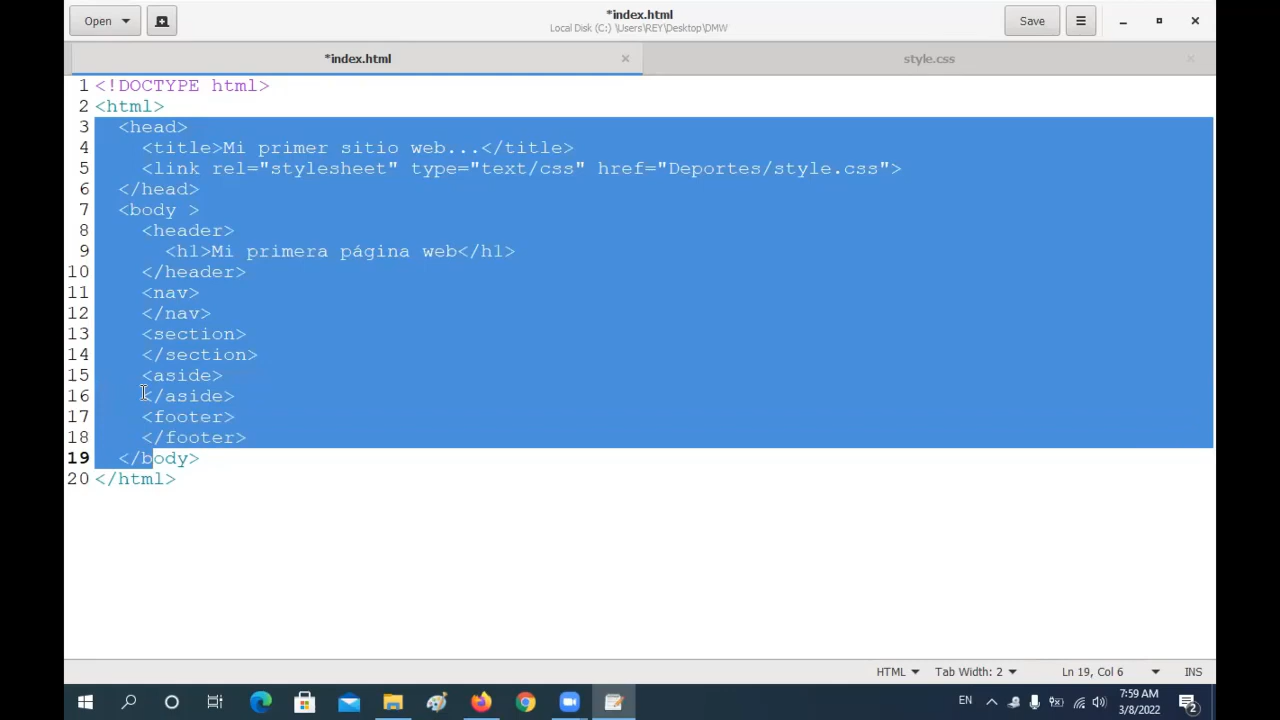 Open
*index.html
Local Disk (C:) \Users\REY\Desktop\DMW
Save
*index.html
style.css
1 <!DOCTYPE html>
2 <html>
3 <head>
4 <title>Mi primer sitio web...</title>
5 <link rel="stylesheet" type="text/css" href="Deportes/style.css">
6 </head>
7 <body >
8 <header>
9 <h1>Mi primera página web</h1>
10 </header>
11 <nav>
12 </nav>
13 <section>
14 </section>
15 <aside>
16 </aside>
17 <footer>
18 </footer>
19 </body>
20 </html>
HTML Tab Width: 2 Ln 19, Col 6 INS
EN
7:59 AM
3/8/2022
2